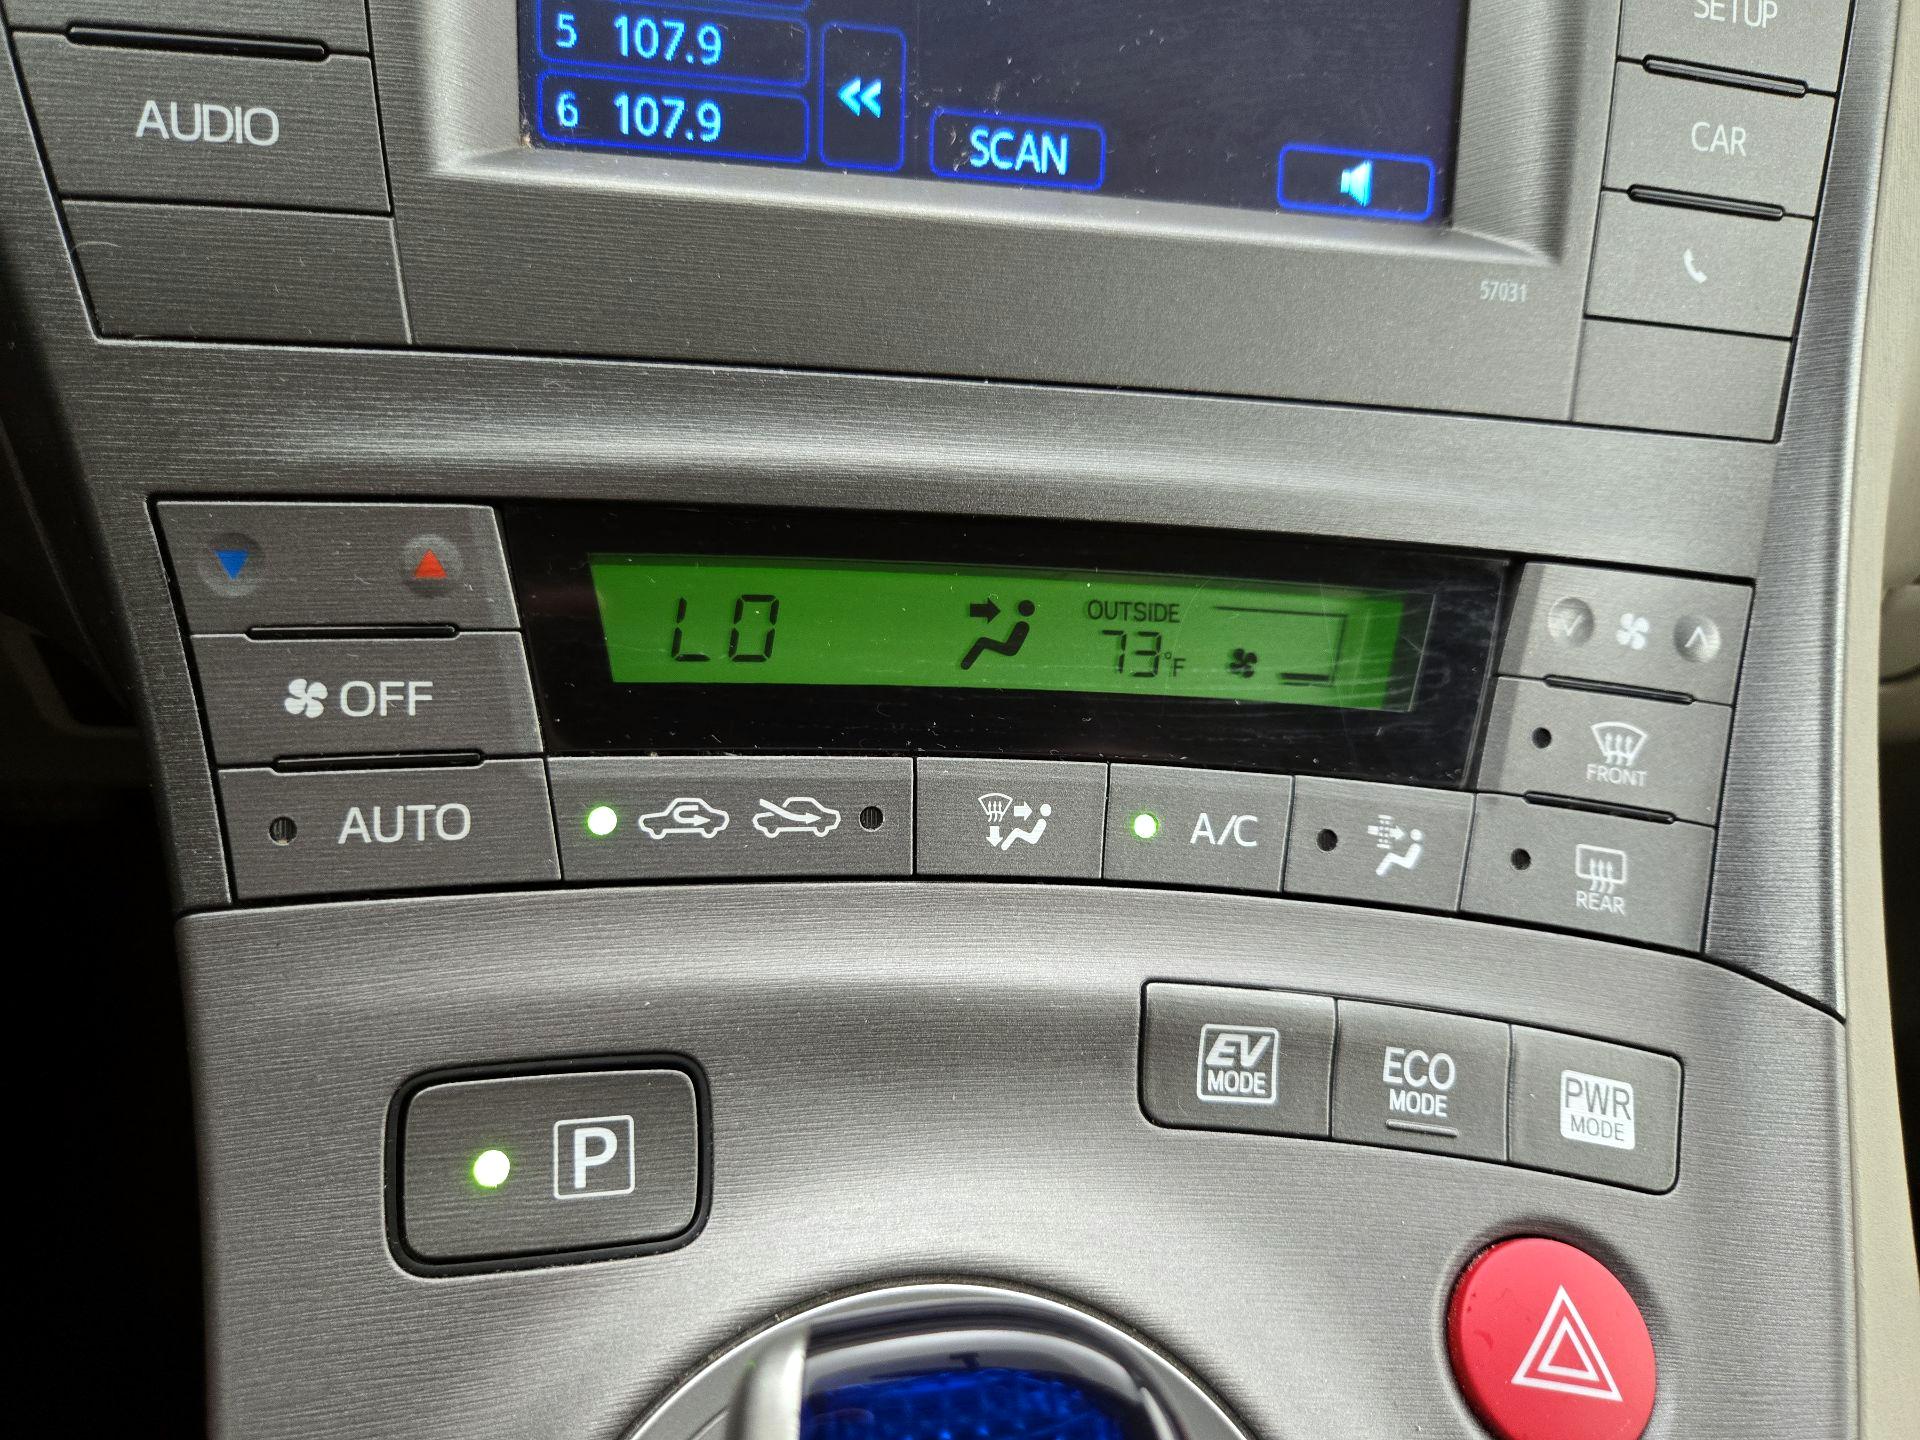 5 107.9
6 107.9
SCAN
AUDIO
SETUP
CAR
57031
LO
OUTSIDE
73°F
OFF
AUTO
A/C
FRONT
REAR
P
EV
MODE
ECO
MODE
PWR
MODE